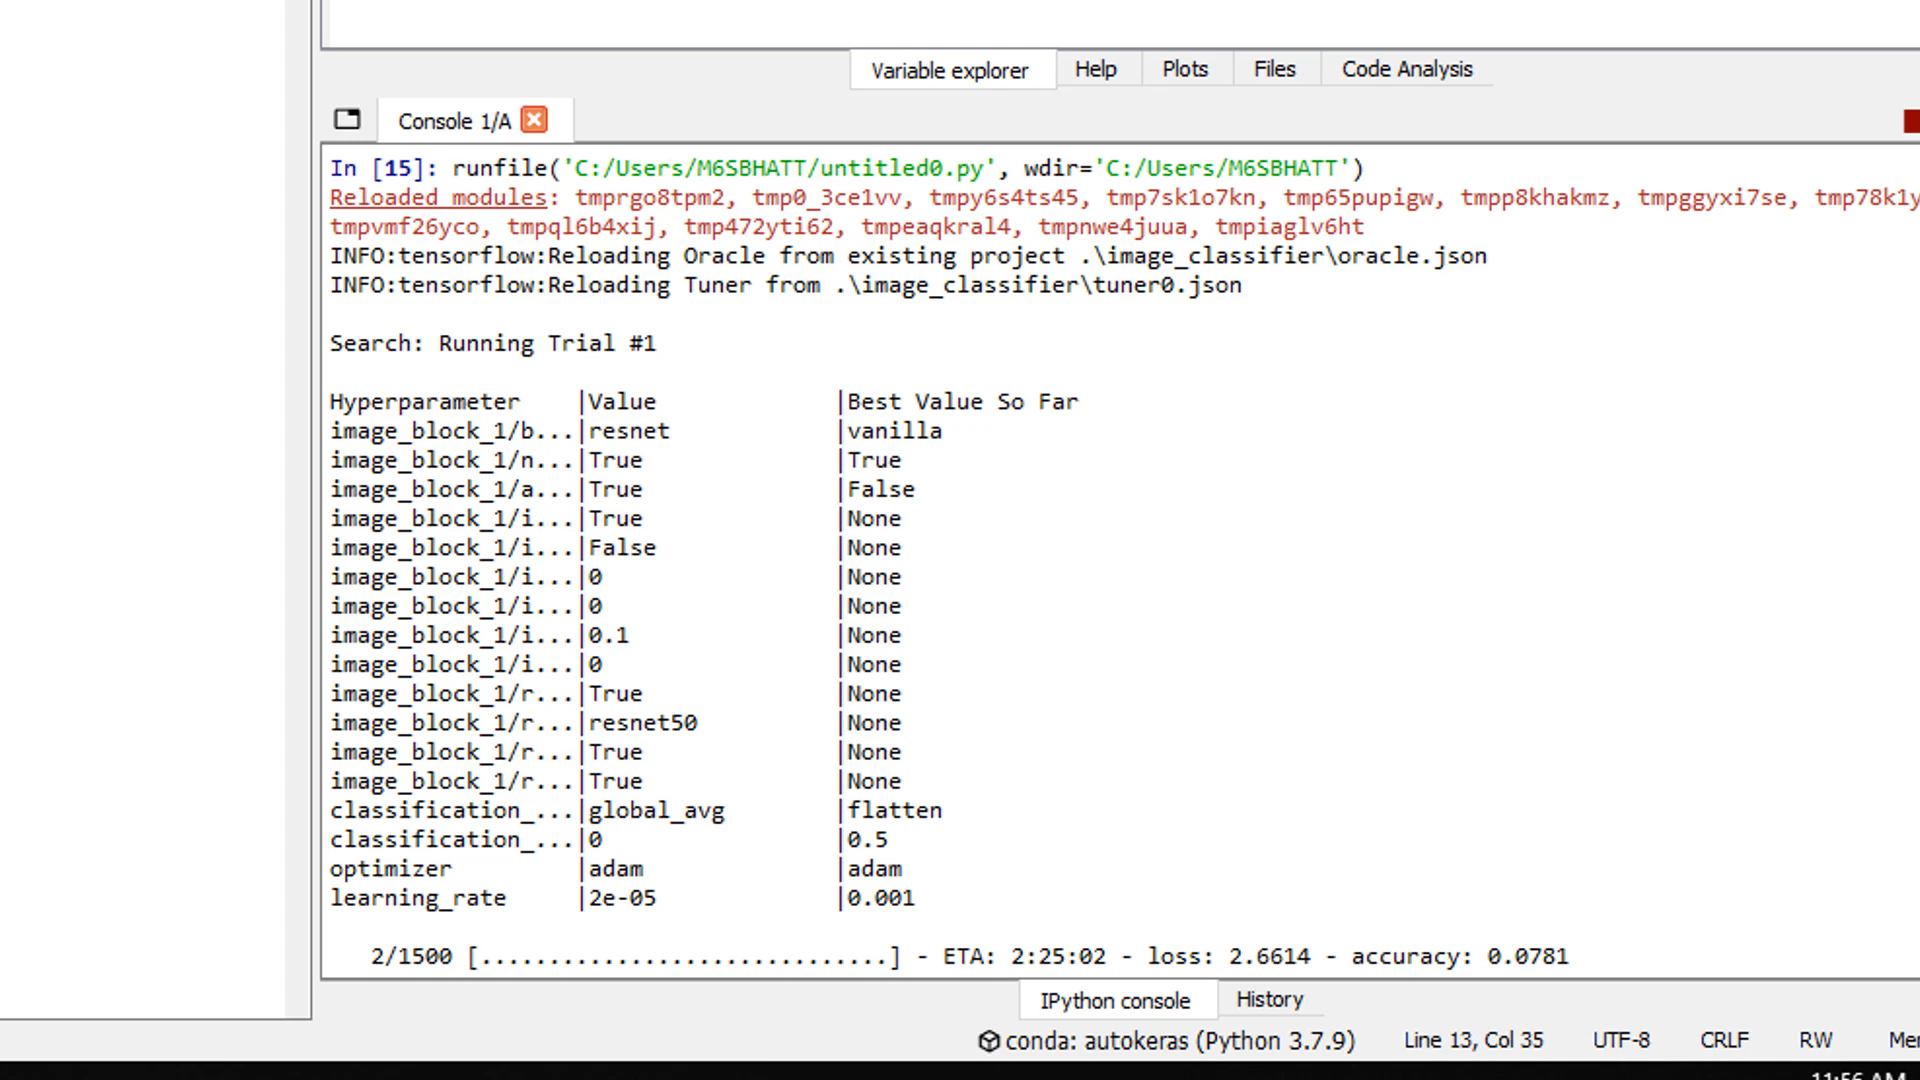 Variable explorer Help Plots Files Code Analysis
Console 1/A
In [15]: runfile('C:/Users/M6SBHATT/untitled0.py', wdir='C:/Users/M6SBHATT')
Reloaded modules: tmprgo8tpm2, tmp0_3ce1vv, tmpy6s4ts45, tmp7sk1o7kn, tmp65pupigw, tmpp8khakmz, tmpggyxi7se, tmp78k1y
tmpvmf26yco, tmpql6b4xij, tmp472yti62, tmpeaqkral4, tmpnwe4juua, tmpiaglv6ht
INFO:tensorflow:Reloading Oracle from existing project .\image_classifier\oracle.json
INFO:tensorflow:Reloading Tuner from .\image_classifier\tuner0.json
Search: Running Trial #1
Hyperparameter |Value |Best Value So Far
image_block_1/b...|resnet |vanilla
image_block_1/n...|True |True
image_block_1/a...|True |False
image_block_1/i...|True |None
image_block_1/i...|False |None
image_block_1/i...|0 |None
image_block_1/i...|0 |None
image_block_1/i...|0.1 |None
image_block_1/i...|0 |None
image_block_1/r...|True |None
image_block_1/r...|resnet50 |None
image_block_1/r...|True |None
image_block_1/r...|True |None
classification_...|global_avg |flatten
classification_...|0 |0.5
optimizer |adam |adam
learning_rate |2e-05 |0.001
2/1500 [..............................] - ETA: 2:25:02 - loss: 2.6614 - accuracy: 0.0781
IPython console History
conda: autokeras (Python 3.7.9) Line 13, Col 35 UTF-8 CRLF RW Mer
11:56 AM